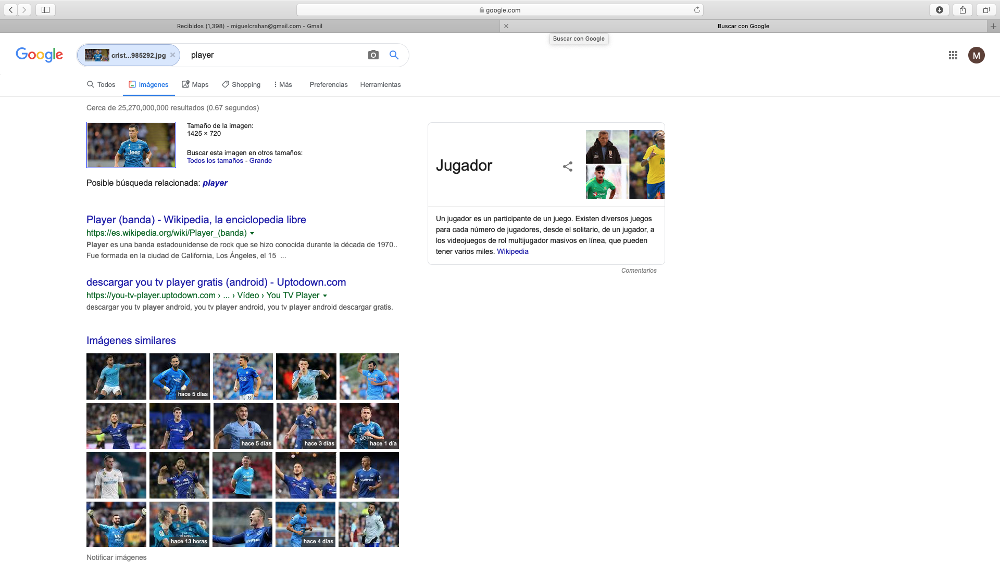 google.com
Recibidos (1,398) - miguelcrahan@gmail.com - Gmail
Buscar con Google
Buscar con Google
Google
crist...985292.jpg
player
M
Todos
Imágenes
Maps
Shopping
Más
Preferencias
Herramientas
Cerca de 25,270,000,000 resultados (0.67 segundos)
Jeep
Tamaño de la imagen:
1425 × 720
Buscar esta imagen en otros tamaños:
Todos los tamaños - Grande
Posible búsqueda relacionada: player
Player (banda) - Wikipedia, la enciclopedia libre
https://es.wikipedia.org/wiki/Player_(banda)
Player es una banda estadounidense de rock que se hizo conocida durante la década de 1970..
Fue formada en la ciudad de California, Los Ángeles, el 15 ...
descargar you tv player gratis (android) - Uptodown.com
https://you-tv-player.uptodown.com › ... › Vídeo › You TV Player
descargar you tv player android, you tv player android, you tv player android descargar gratis.
Imágenes similares
hace 5 días
KING
POWER
15
hace 5 días
hace 3 días
Jeep
hace 1 día
Fly
Emirates
SportPesa
hace 13 horas
SportPesa
hace 4 días
Notificar imágenes
Jugador
10
Un jugador es un participante de un juego. Existen diversos juegos
para cada número de jugadores, desde el solitario, de un jugador, a
los videojuegos de rol multijugador masivos en línea, que pueden
tener varios miles. Wikipedia
Comentarios